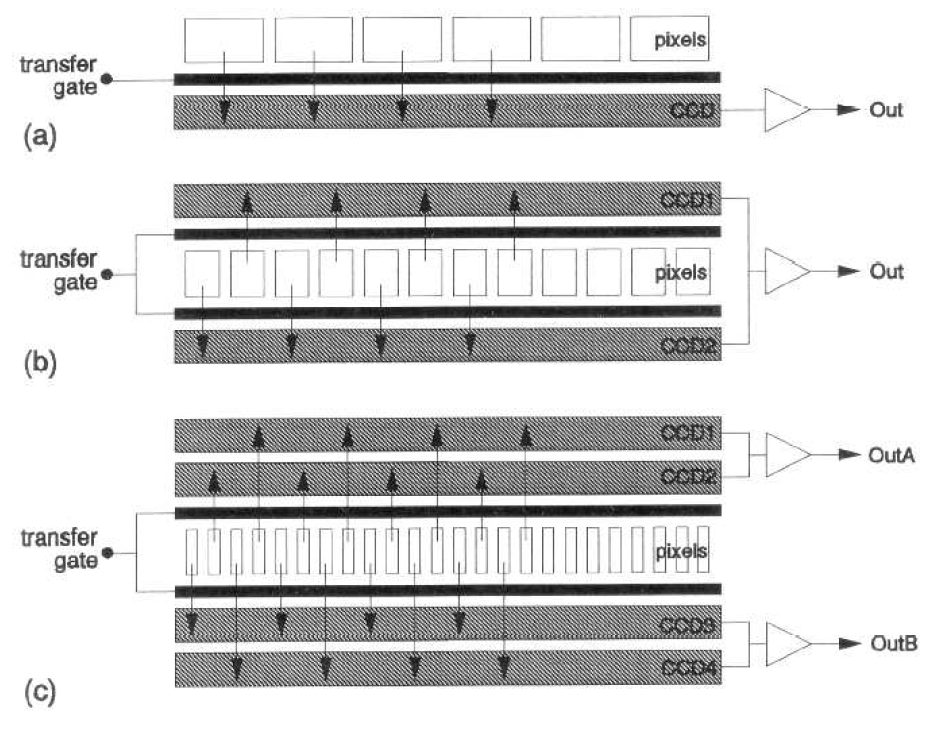 pixels
transfer
gate
CCD
Out
(a)
CCD1
transfer
gate
pixels
Out
CCD2
(b)
CCD1
OutA
CCD2
transfer
gate
pixels
CCD3
OutB
CCD4
(c)